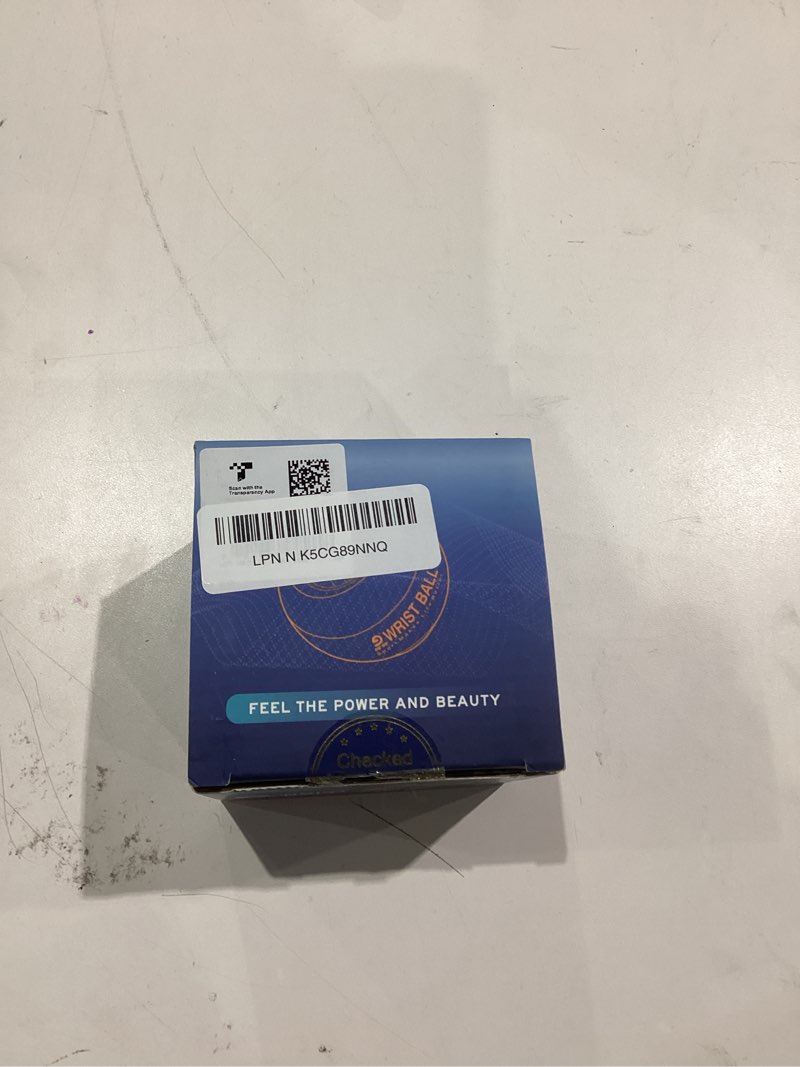 Scan with the
Transparency App
LPN N K5CG89NNQ
WRIST BALL
FEEL THE POWER AND BEAUTY
Checked